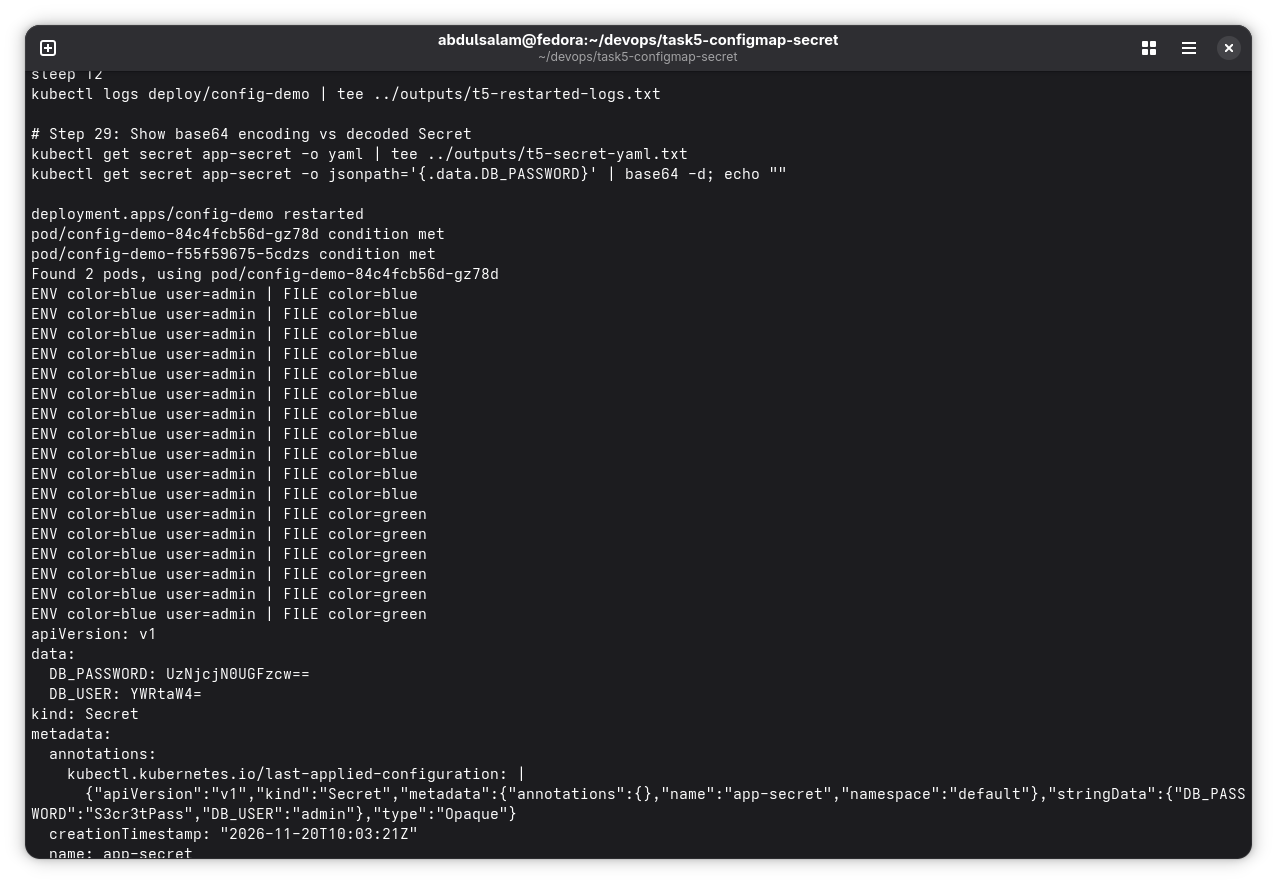 abdulsalam@fedora:~/devops/task5-configmap-secret
~/devops/task5-configmap-secret
sleep 12
kubectl logs deploy/config-demo | tee ../outputs/t5-restarted-logs.txt
# Step 29: Show base64 encoding vs decoded Secret
kubectl get secret app-secret -o yaml | tee ../outputs/t5-secret-yaml.txt
kubectl get secret app-secret -o jsonpath='{.data.DB_PASSWORD}' | base64 -d; echo ""
deployment.apps/config-demo restarted
pod/config-demo-84c4fcb56d-gz78d condition met
pod/config-demo-f55f59675-5cdzs condition met
Found 2 pods, using pod/config-demo-84c4fcb56d-gz78d
ENV color=blue user=admin | FILE color=blue
ENV color=blue user=admin | FILE color=blue
ENV color=blue user=admin | FILE color=blue
ENV color=blue user=admin | FILE color=blue
ENV color=blue user=admin | FILE color=blue
ENV color=blue user=admin | FILE color=blue
ENV color=blue user=admin | FILE color=blue
ENV color=blue user=admin | FILE color=blue
ENV color=blue user=admin | FILE color=blue
ENV color=blue user=admin | FILE color=blue
ENV color=blue user=admin | FILE color=blue
ENV color=blue user=admin | FILE color=green
ENV color=blue user=admin | FILE color=green
ENV color=blue user=admin | FILE color=green
ENV color=blue user=admin | FILE color=green
ENV color=blue user=admin | FILE color=green
ENV color=blue user=admin | FILE color=green
apiVersion: v1
data:
  DB_PASSWORD: UzNjcjN0UGFzcw==
  DB_USER: YWRtaW4=
kind: Secret
metadata:
  annotations:
    kubectl.kubernetes.io/last-applied-configuration: |
      {"apiVersion":"v1","kind":"Secret","metadata":{"annotations":{},"name":"app-secret","namespace":"default"},"stringData":{"DB_PASS
WORD":"S3cr3tPass","DB_USER":"admin"},"type":"Opaque"}
  creationTimestamp: "2026-11-20T10:03:21Z"
  name: app-secret